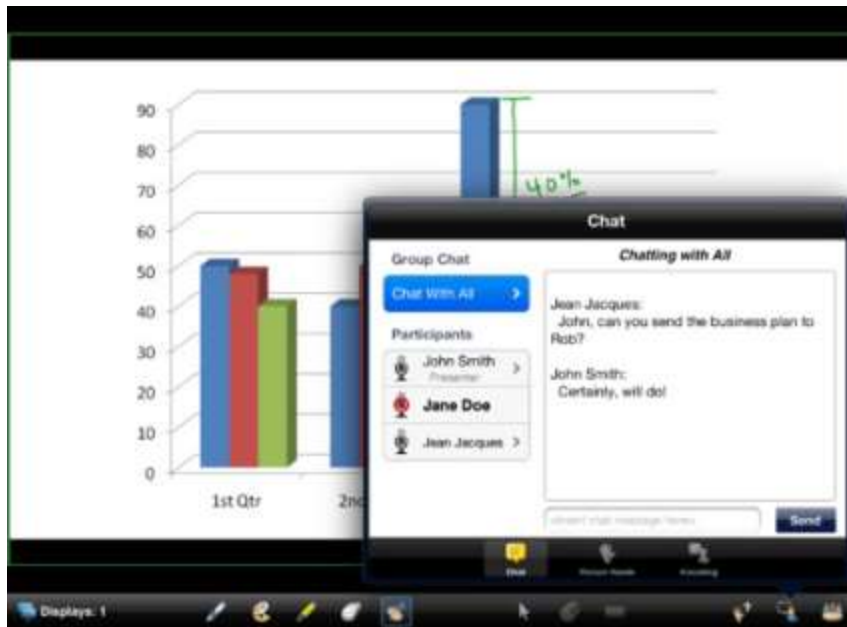 90
80
70
60
50
40
30
20
10
0
1st Qtr
2nd
40%
Chat
Group Chat
Chat With All
Participants
John Smith
Presenter
Jane Doe
Jean Jacques
Chatting with All
Jean Jacques:
John, can you send the business plan to
Rob?
John Smith:
Certainly, will do!
Send
Chat
Displays: 1